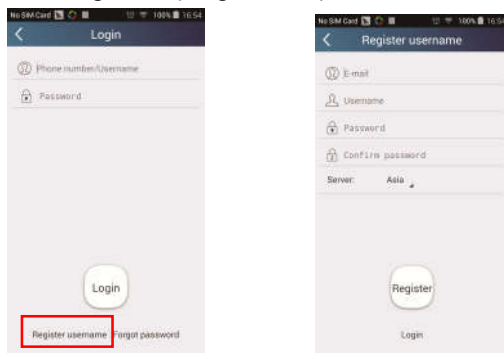 No SIM Card 100% 16:54
Login
Phone number/Username
Password
Login
Register username Forgot password
No SIM Card 100% 16:54
Register username
E-mail
Username
Password
Confirm password
Server: Asia
Register
Login